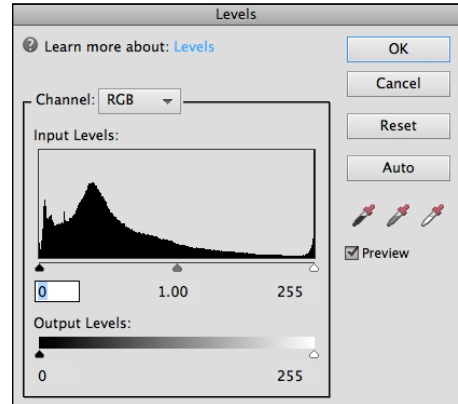 Levels
Learn more about: Levels
OK
Cancel
Channel: RGB
Reset
Input Levels:
Auto
Preview
0 1.00 255
Output Levels:
0 255